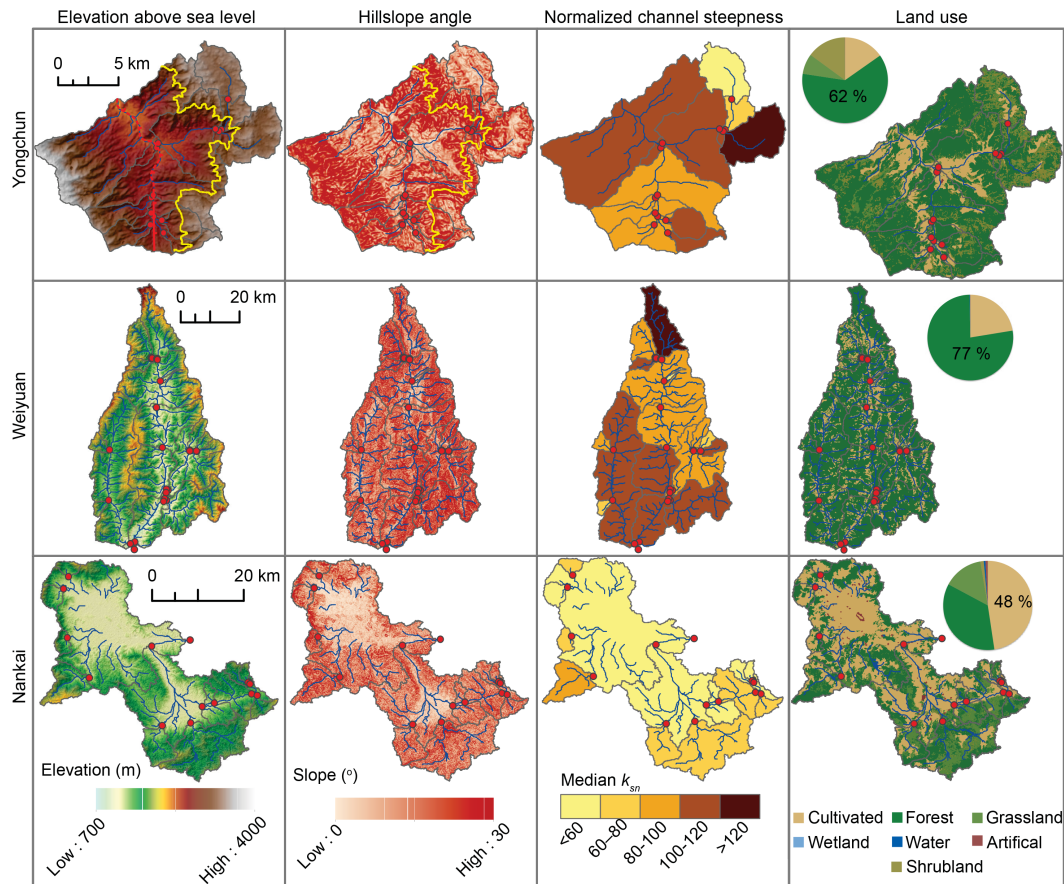 Elevation above sea level
Hillslope angle
Normalized channel steepness
Land use
Yongchun
0 5 km
62 %
Weiyuan
0 20 km
77 %
Nankai
0 20 km
48 %
Elevation (m)
Low : 700
High : 4000
Slope (°)
Low : 0
High : 30
Median ksn
<60
60–80
80-100
100-120
>120
Cultivated
Forest
Grassland
Wetland
Water
Artifical
Shrubland